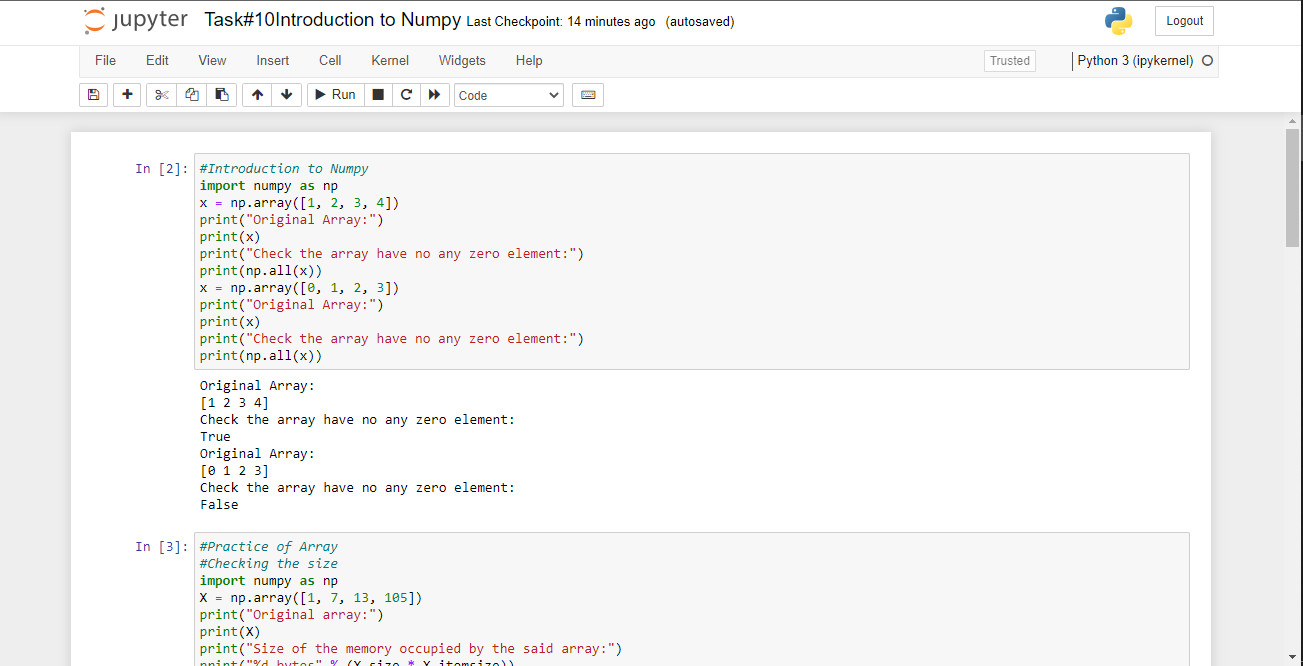 jupyter Task#10Introduction to Numpy Last Checkpoint: 14 minutes ago (autosaved) Logout
File Edit View Insert Cell Kernel Widgets Help Trusted Python 3 (ipykernel)
Run Code
In [2]: #Introduction to Numpy
import numpy as np
x = np.array([1, 2, 3, 4])
print("Original Array:")
print(x)
print("Check the array have no any zero element:")
print(np.all(x))
x = np.array([0, 1, 2, 3])
print("Original Array:")
print(x)
print("Check the array have no any zero element:")
print(np.all(x))
Original Array:
[1 2 3 4]
Check the array have no any zero element:
True
Original Array:
[0 1 2 3]
Check the array have no any zero element:
False
In [3]: #Practice of Array
#Checking the size
import numpy as np
X = np.array([1, 7, 13, 105])
print("Original array:")
print(X)
print("Size of the memory occupied by the said array:")
print("%d bytes" % (X.size * X.itemsize))